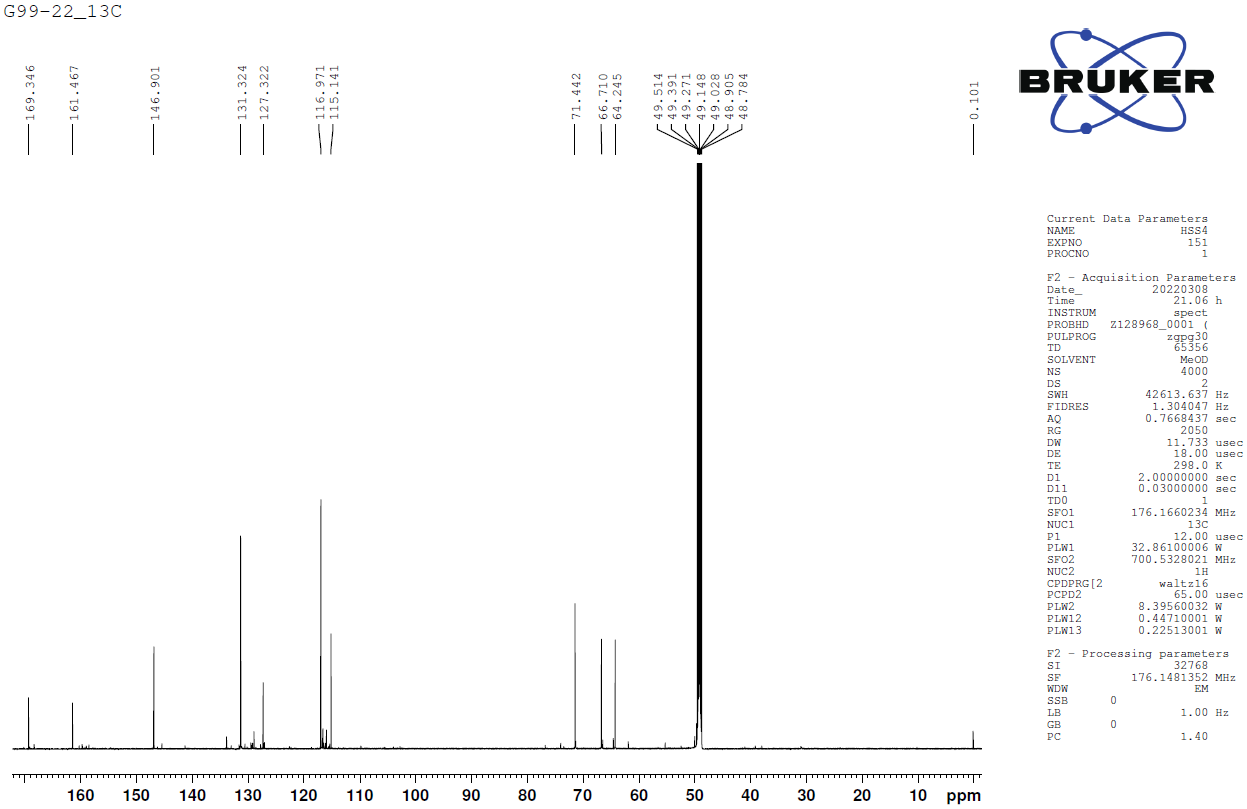 G99-22_13C
169.346
161.467
146.901
131.324
127.322
116.971
115.141
71.442
66.710
64.245
49.514
49.391
49.271
49.148
49.028
48.905
48.784
0.101
BRUKER
Current Data Parameters
NAME HSS4
EXPNO 151
PROCNO 1
F2 - Acquisition Parameters
Date_ 20220308
Time 21.06 h
INSTRUM spect
PROBHD Z128968_0001 (
PULPROG zgpg30
TD 65356
SOLVENT MeOD
NS 4000
DS 2
SWH 42613.637 Hz
FIDRES 1.304047 Hz
AQ 0.7668437 sec
RG 2050
DW 11.733 usec
DE 18.00 usec
TE 298.0 K
D1 2.00000000 sec
D11 0.03000000 sec
TD0 1
SFO1 176.1660234 MHz
NUC1 13C
P1 12.00 usec
PLW1 32.86100006 W
SFO2 700.5328021 MHz
NUC2 1H
CPDPRG[2 waltz16
PCPD2 65.00 usec
PLW2 8.39560032 W
PLW12 0.44710001 W
PLW13 0.22513001 W
F2 - Processing parameters
SI 32768
SF 176.1481352 MHz
WDW EM
SSB 0
LB 1.00 Hz
GB 0
PC 1.40
160 150 140 130 120 110 100 90 80 70 60 50 40 30 20 10 ppm